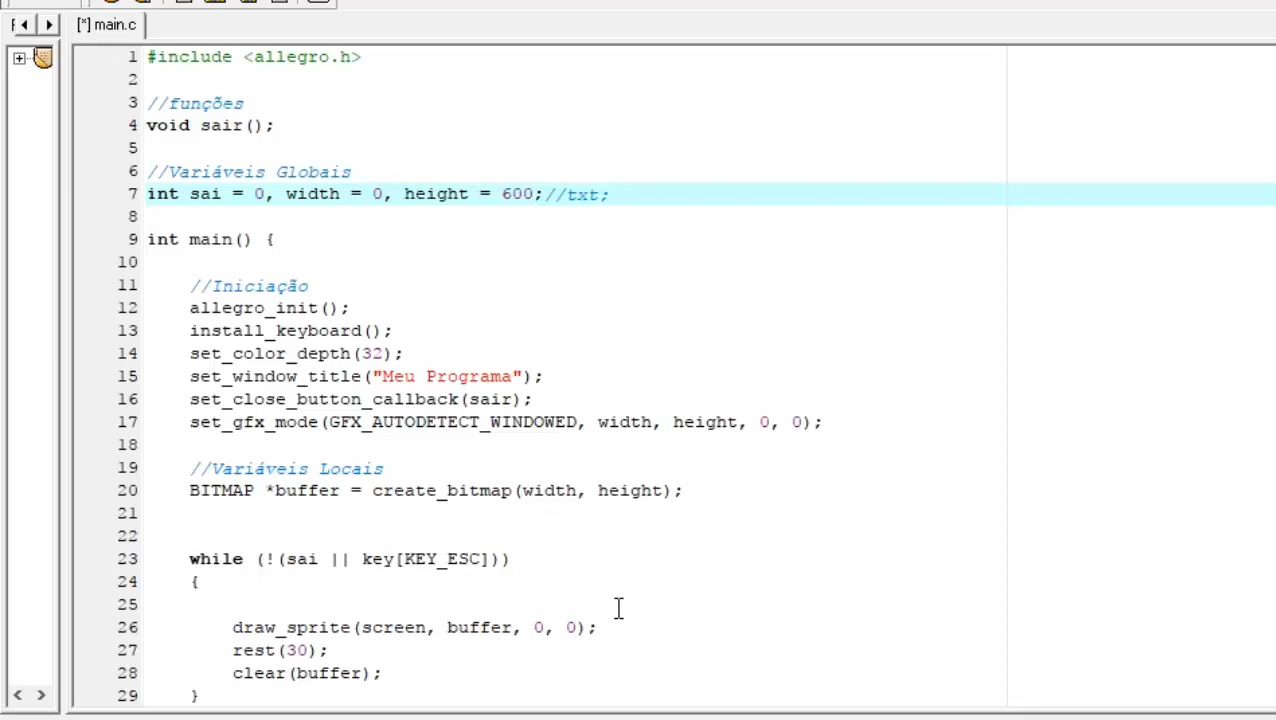 [*] main.c
1 #include <allegro.h>
2
3 //funções
4 void sair();
5
6 //Variáveis Globais
7 int sai = 0, width = 0, height = 600;//txt;
8
9 int main() {
10
11 //Iniciação
12 allegro_init();
13 install_keyboard();
14 set_color_depth(32);
15 set_window_title("Meu Programa");
16 set_close_button_callback(sair);
17 set_gfx_mode(GFX_AUTODETECT_WINDOWED, width, height, 0, 0);
18
19 //Variáveis Locais
20 BITMAP *buffer = create_bitmap(width, height);
21
22
23 while (!(sai || key[KEY_ESC]))
24 {
25
26 draw_sprite(screen, buffer, 0, 0);
27 rest(30);
28 clear(buffer);
29 }